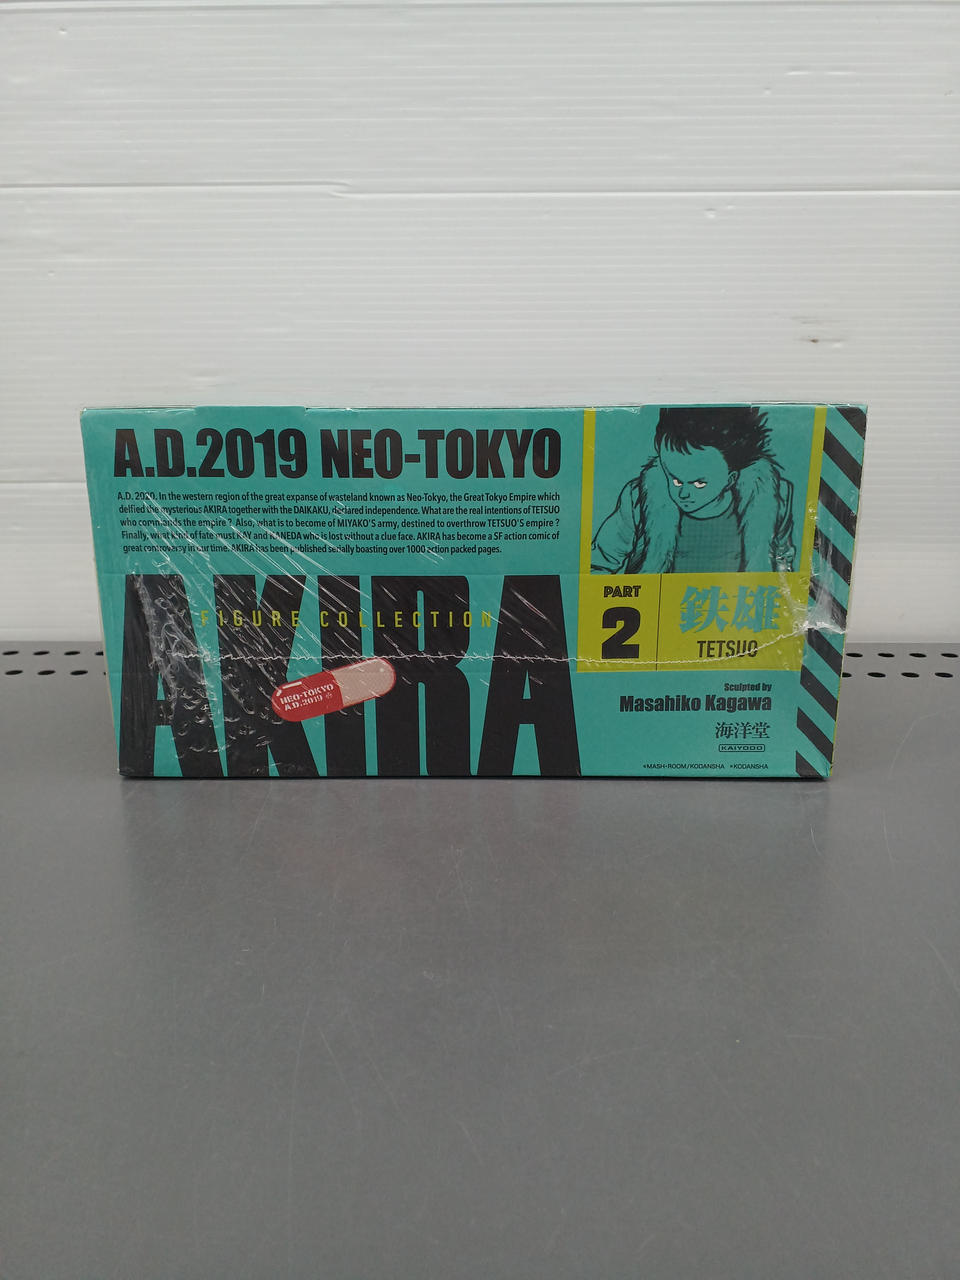 A.D.2019 NEO-TOKYO
A.D. 2020. In the western region of the great expanse of wasteland known as Neo-Tokyo, the Great Tokyo Empire which
delfied the mysterious AKIRA together with the DAIKAKU, declared independence. What are the real intentions of TETSUO
who commands the empire ? Also, what is to become of MIYAKO'S army, destined to overthrow TETSUO'S empire ?
Finally, what kind of fate must KAY and KANEDA who is lost without a clue face. AKIRA has become a SF action comic of
great controversy in our time. AKIRA has been published serially boasting over 1000 action packed pages.
AKIRA
FIGURE COLLECTION
NEO-TOKYO
A.D.2019
PART
2
鉄雄
TETSUO
Sculpted by
Masahiko Kagawa
海洋堂
KAIYODO
•MASH•ROOM/KODANSHA •KODANSHA